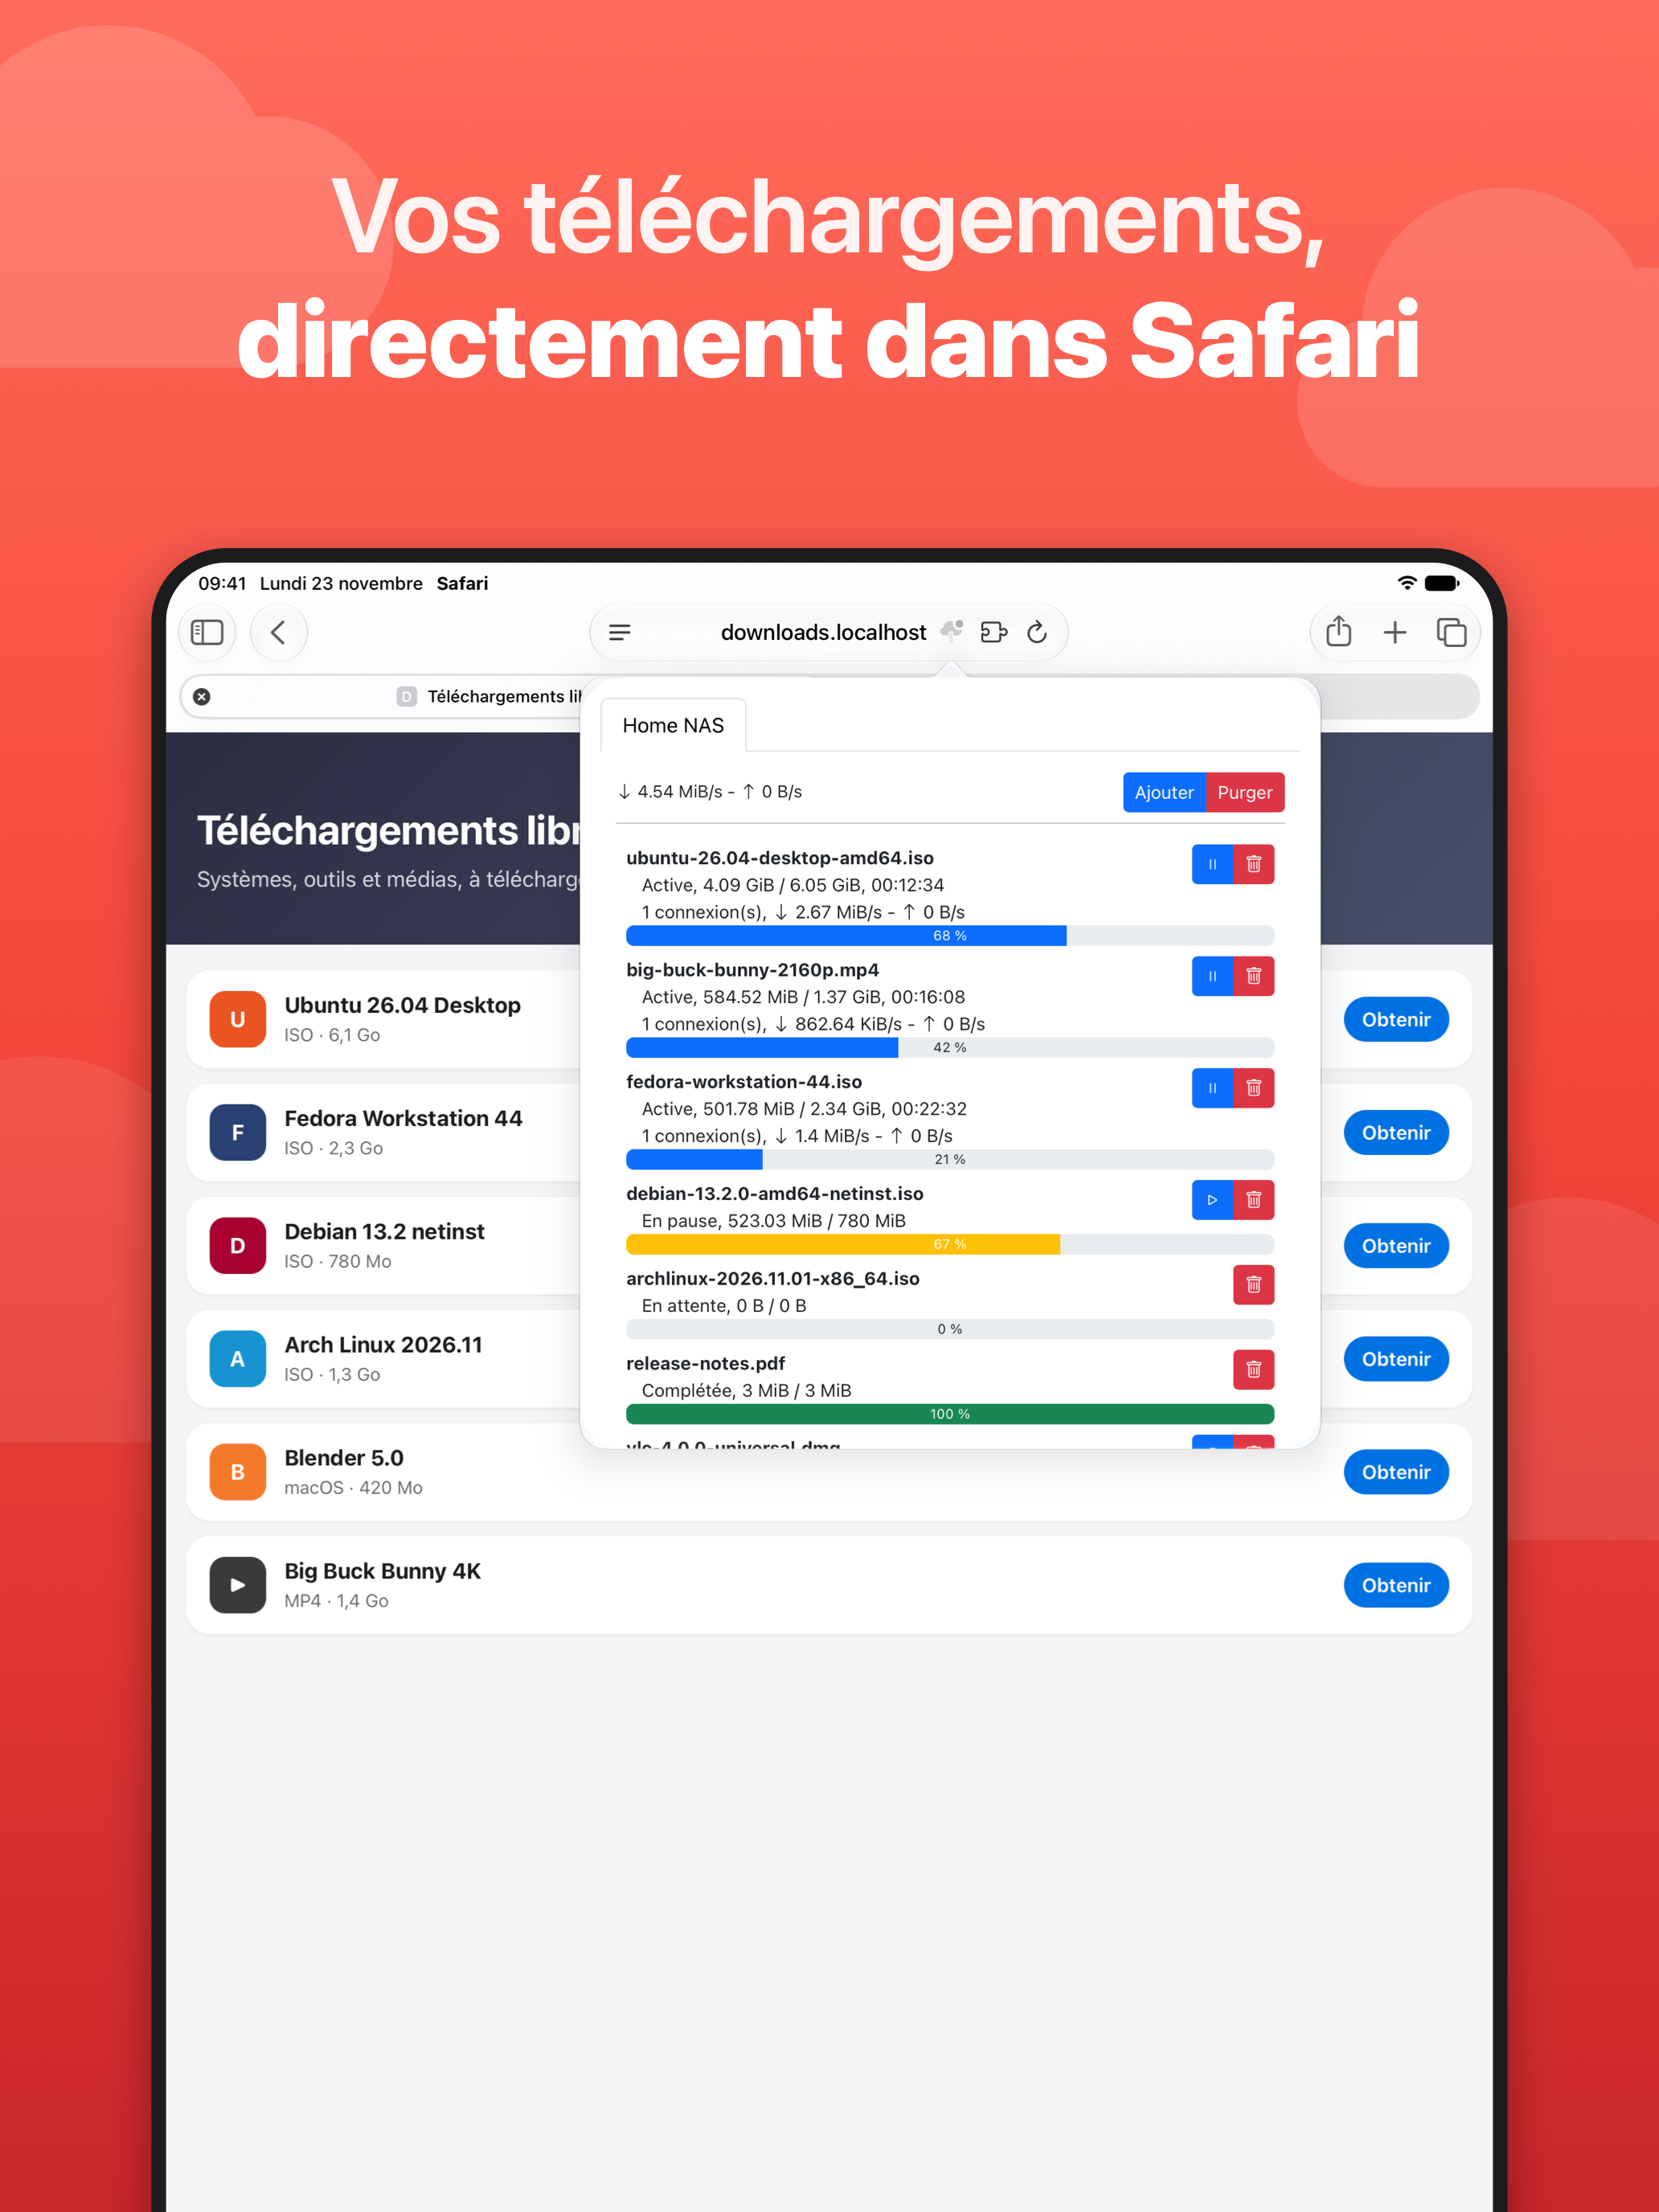 Vos téléchargements,
directement dans Safari
09:41 Lundi 23 novembre Safari
downloads.localhost
D Téléchargements
Home NAS
↓ 4.54 MiB/s - ↑ 0 B/s
Ajouter Purger
ubuntu-26.04-desktop-amd64.iso
Active, 4.09 GiB / 6.05 GiB, 00:12:34
1 connexion(s), ↓ 2.67 MiB/s - ↑ 0 B/s
68 %
big-buck-bunny-2160p.mp4
Active, 584.52 MiB / 1.37 GiB, 00:16:08
1 connexion(s), ↓ 862.64 KiB/s - ↑ 0 B/s
42 %
fedora-workstation-44.iso
Active, 501.78 MiB / 2.34 GiB, 00:22:32
1 connexion(s), ↓ 1.4 MiB/s - ↑ 0 B/s
21 %
debian-13.2.0-amd64-netinst.iso
En pause, 523.03 MiB / 780 MiB
67 %
archlinux-2026.11.01-x86_64.iso
En attente, 0 B / 0 B
0 %
release-notes.pdf
Complétée, 3 MiB / 3 MiB
100 %
vlc-4.0.0-universal.dmg
Téléchargements
Systèmes, outils et médias, à
U
Ubuntu 26.04 Desktop
ISO · 6,1 Go
Obtenir
F
Fedora Workstation 44
ISO · 2,3 Go
Obtenir
D
Debian 13.2 netinst
ISO · 780 Mo
Obtenir
A
Arch Linux 2026.11
ISO · 1,3 Go
Obtenir
B
Blender 5.0
macOS · 420 Mo
Obtenir
Big Buck Bunny 4K
MP4 · 1,4 Go
Obtenir